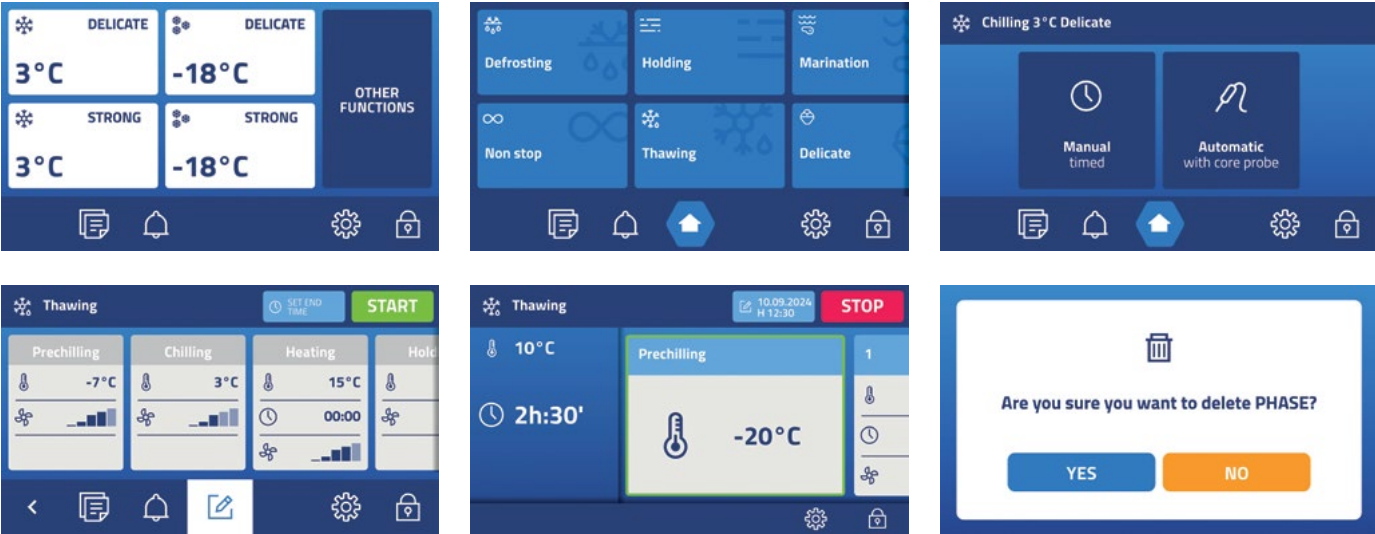 DELICATE
3°C
DELICATE
-18°C
STRONG
3°C
STRONG
-18°C
OTHER
FUNCTIONS
Defrosting
Holding
Marination
Non stop
Thawing
Delicate
Chilling 3°C Delicate
Manual
timed
Automatic
with core probe
Thawing
SET END
TIME
START
Prechilling
-7°C
Chilling
3°C
Heating
15°C
00:00
Hold
Thawing
10.09.2024
H 12:30
STOP
10°C
2h:30'
Prechilling
-20°C
1
Are you sure you want to delete PHASE?
YES
NO